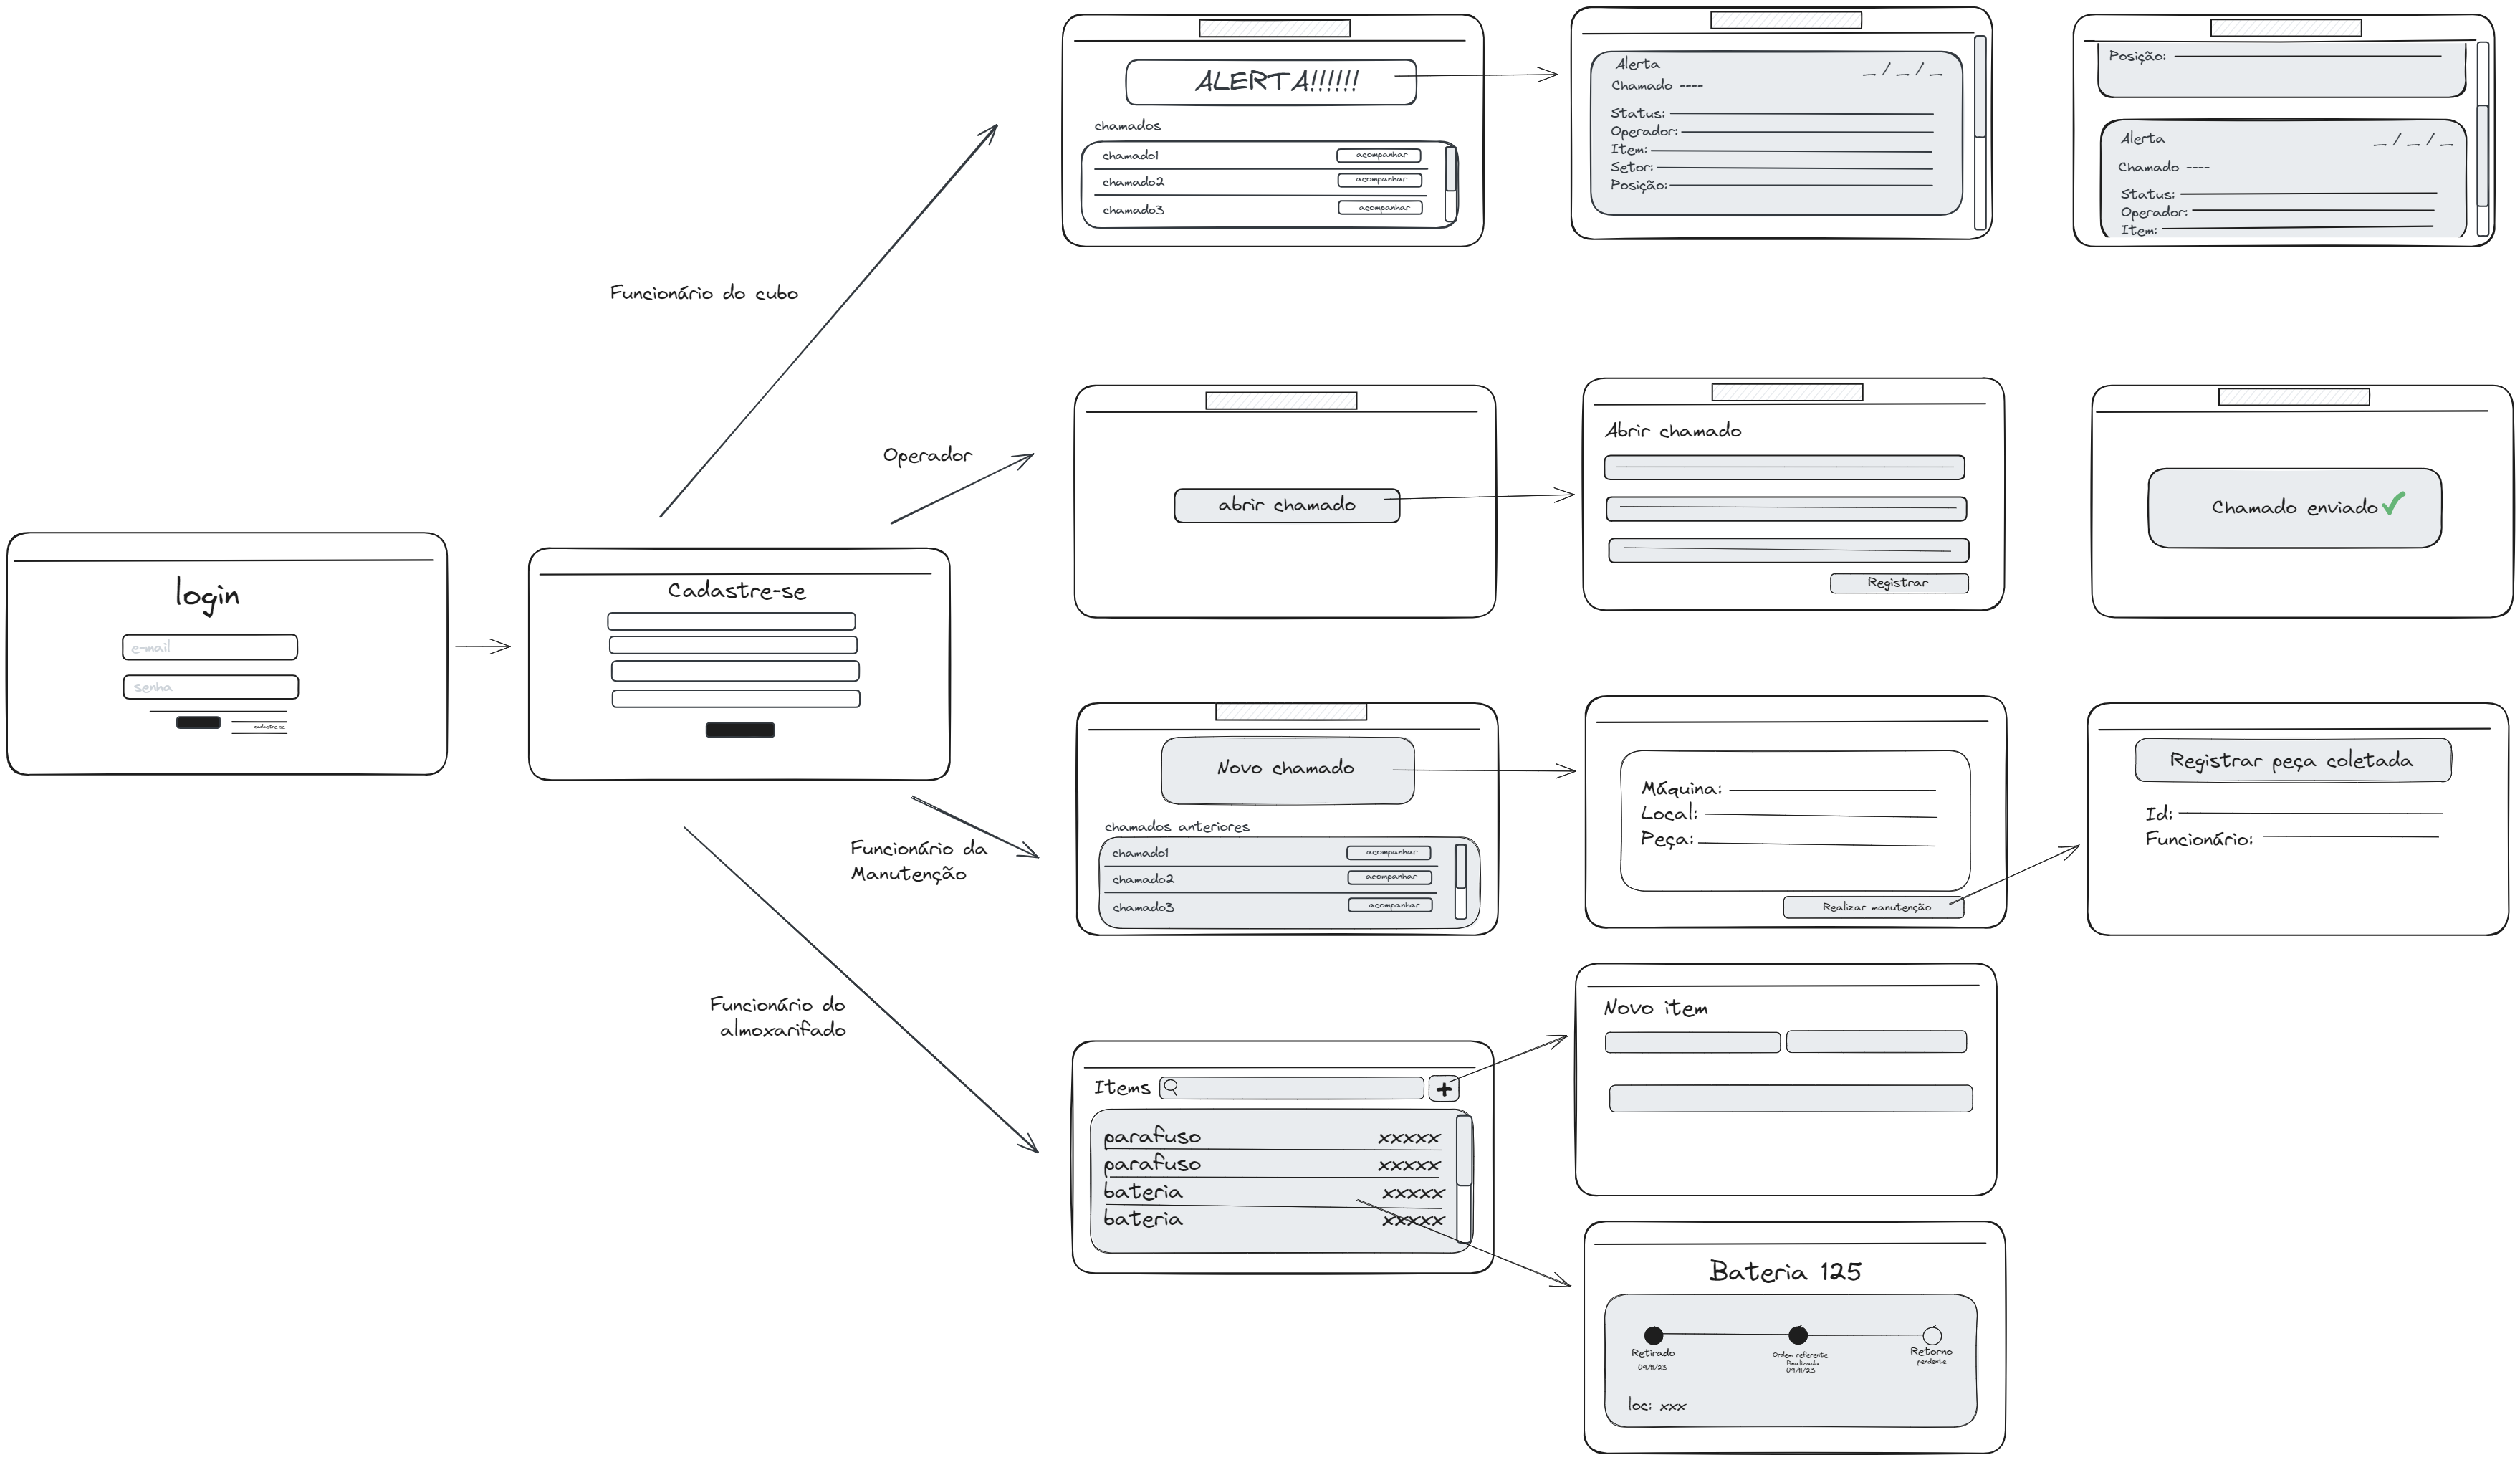 login
e-mail
senha
cadastre-se
Cadastre-se
Funcionário do cubo
ALERTA!!!!!!
chamados
chamado1 acompanhar
chamado2 acompanhar
chamado3 acompanhar
Alerta _ / _ / _
Chamado ----
Status:
Operador:
Item:
Setor:
Posição:
Posição:
Alerta _ / _ / _
Chamado ----
Status:
Operador:
Item:
Operador
abrir chamado
Abrir chamado
Registrar
Chamado enviado
Funcionário da
Manutenção
Novo chamado
chamados anteriores
chamado1 acompanhar
chamado2 acompanhar
chamado3 acompanhar
Máquina:
Local:
Peça:
Realizar manutenção
Registrar peça coletada
Id:
Funcionário:
Funcionário do
almoxarifado
Items +
parafuso xxxxx
parafuso xxxxx
bateria xxxxx
bateria xxxxx
Novo item
Bateria 125
Retirado
09/11/23
Ordem referente
finalizada
09/11/23
Retorno
pendente
loc: xxx